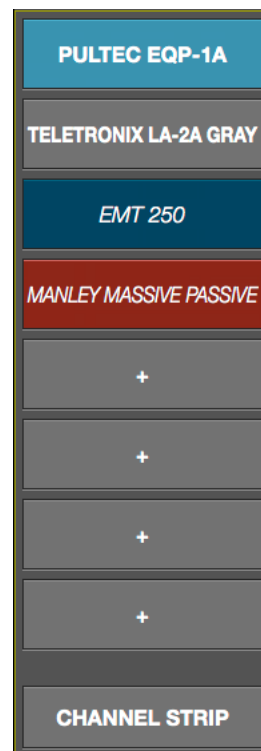 PULTEC EQP-1A
TELETRONIX LA-2A GRAY
EMT 250
MANLEY MASSIVE PASSIVE
+
+
+
+
CHANNEL STRIP